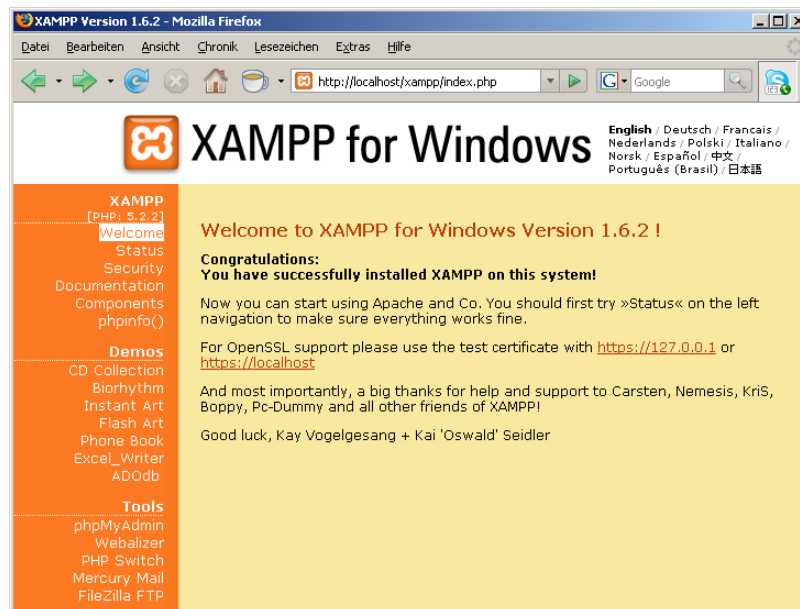 XAMPP Version 1.6.2 - Mozilla Firefox
Datei Bearbeiten Ansicht Chronik Lesezeichen Extras Hilfe
http://localhost/xampp/index.php
G Google
XAMPP for Windows
English / Deutsch / Francais /
Nederlands / Polski / Italiano /
Norsk / Español / 中文 /
Português (Brasil) / 日本語
XAMPP
[PHP: 5.2.2]
Welcome
Status
Security
Documentation
Components
phpinfo()
Demos
CD Collection
Biorhythm
Instant Art
Flash Art
Phone Book
Excel_Writer
ADOdb
Tools
phpMyAdmin
Webalizer
PHP Switch
Mercury Mail
FileZilla FTP
Welcome to XAMPP for Windows Version 1.6.2 !
Congratulations:
You have successfully installed XAMPP on this system!
Now you can start using Apache and Co. You should first try »Status« on the left
navigation to make sure everything works fine.
For OpenSSL support please use the test certificate with https://127.0.0.1 or
https://localhost
And most importantly, a big thanks for help and support to Carsten, Nemesis, KriS,
Boppy, Pc-Dummy and all other friends of XAMPP!
Good luck, Kay Vogelgesang + Kai 'Oswald' Seidler